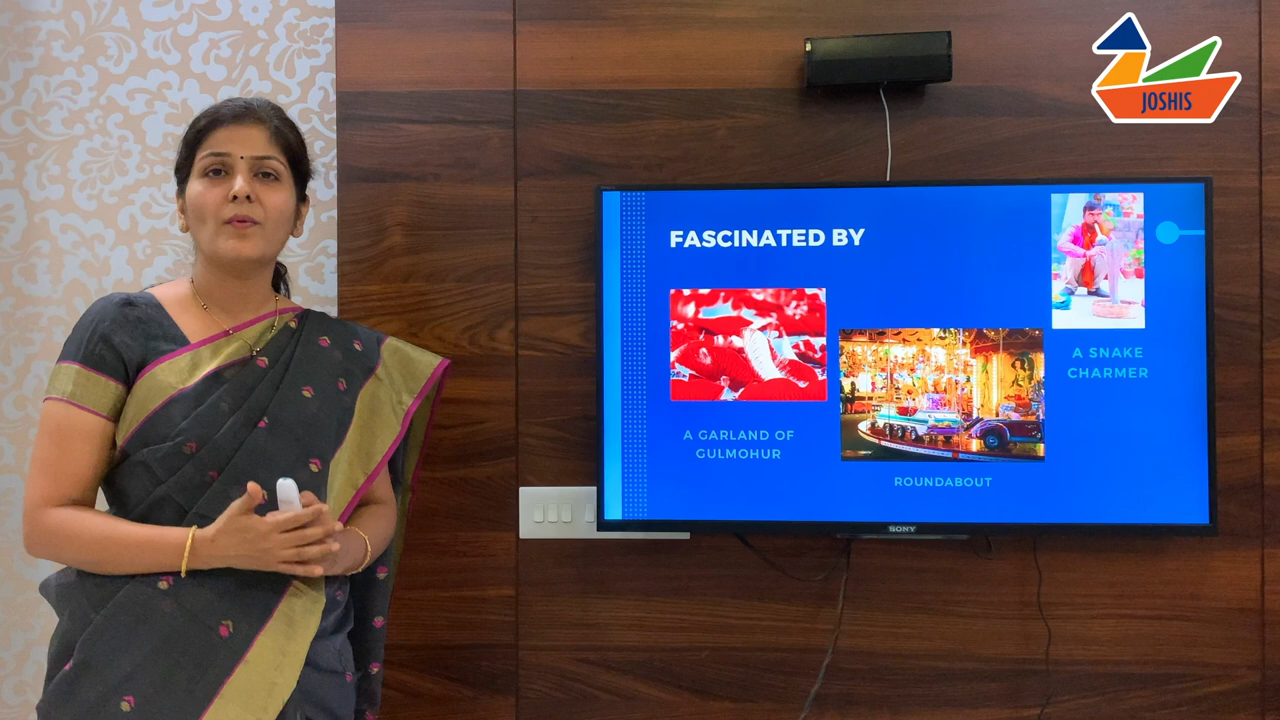 JOSHIS
FASCINATED BY
A SNAKE
CHARMER
A GARLAND OF
GULMOHUR
ROUNDABOUT
SONY